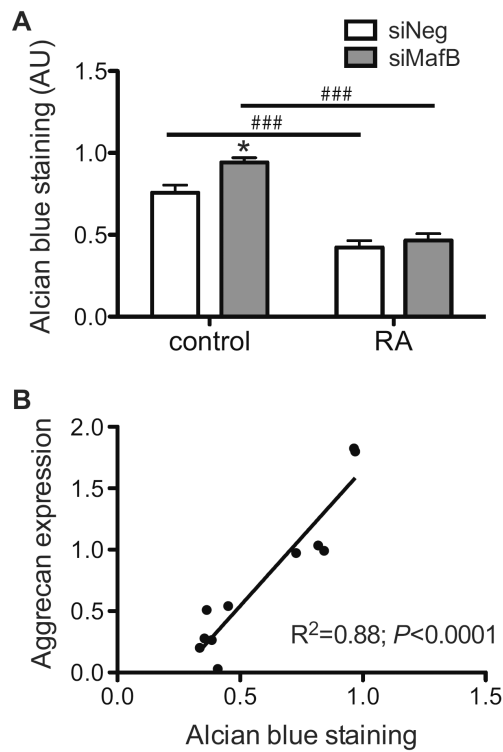 A
siNeg
siMafB
Alcian blue staining (AU)
1.5
1.0
0.5
0.0
###
###
*
control
RA
B
Aggrecan expression
2.0
1.5
1.0
0.5
0.0
R²=0.88; P<0.0001
0.0
0.5
1.0
1.5
Alcian blue staining